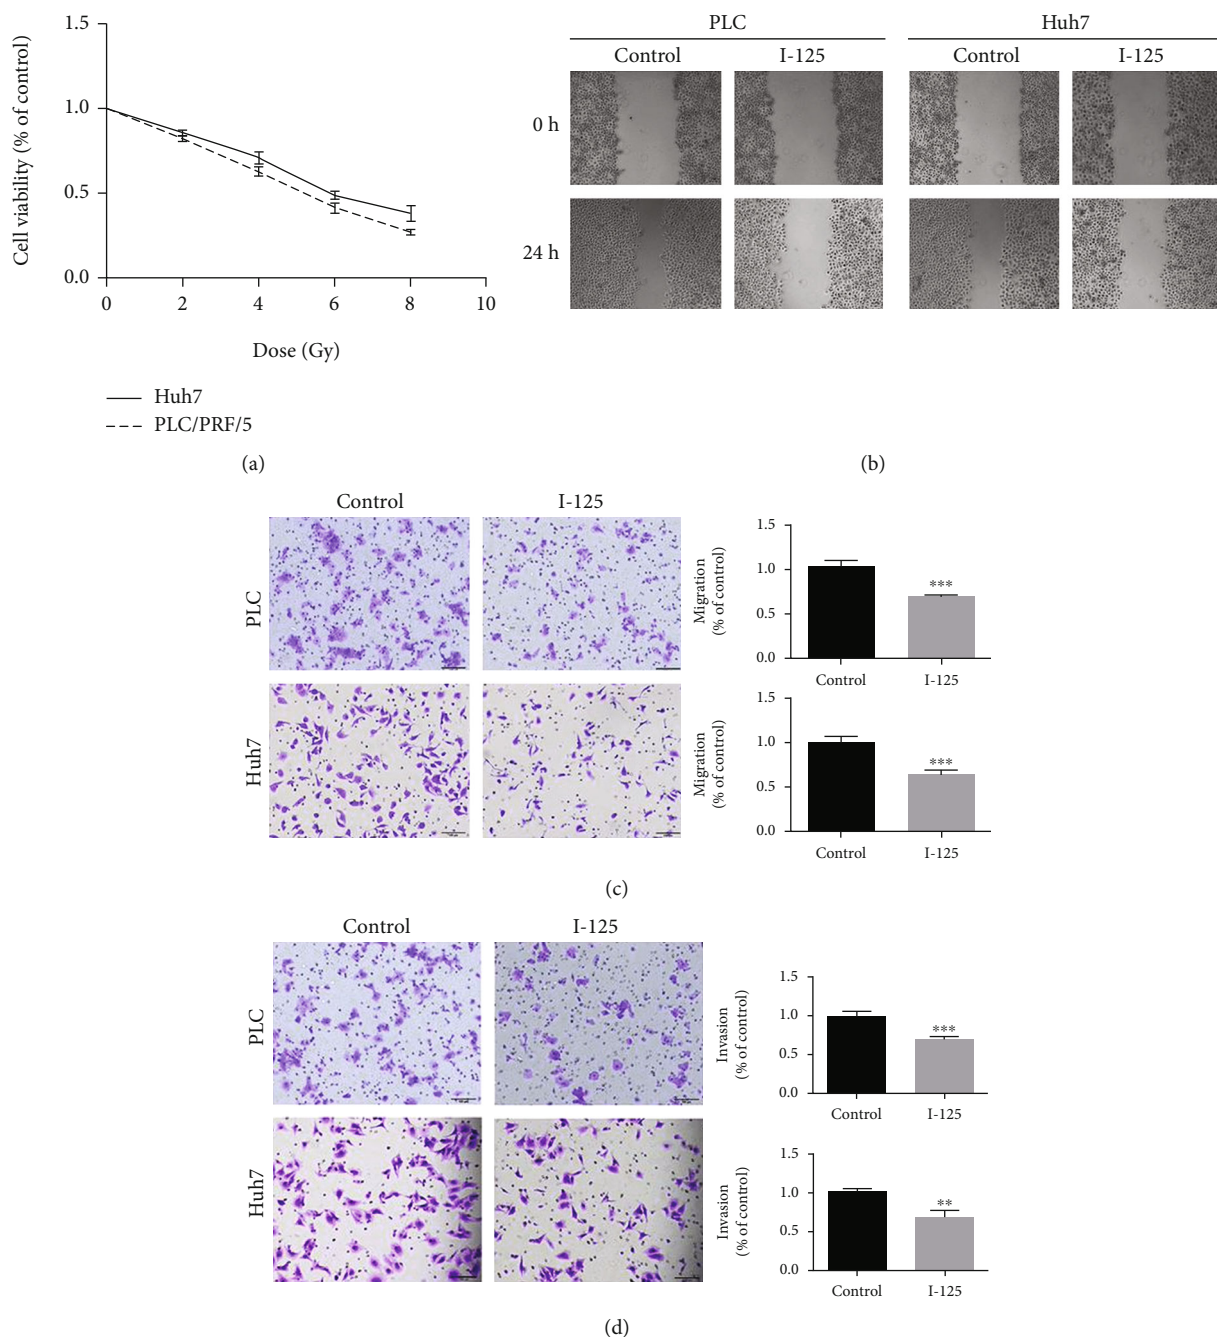 1.5
1.0
0.5
0.0
Cell viability (% of control)
0 2 4 6 8 10
Dose (Gy)
Huh7
PLC/PRF/5
(a)
PLC Huh7
Control I-125 Control I-125
0 h
24 h
(b)
Control I-125
PLC
Huh7
1.5
1.0
0.5
0.0
Migration
(% of control)
***
Control I-125
1.5
1.0
0.5
0.0
Migration
(% of control)
***
Control I-125
(c)
Control I-125
PLC
Huh7
1.5
1.0
0.5
0.0
Invasion
(% of control)
***
Control I-125
1.5
1.0
0.5
0.0
Invasion
(% of control)
**
Control I-125
(d)